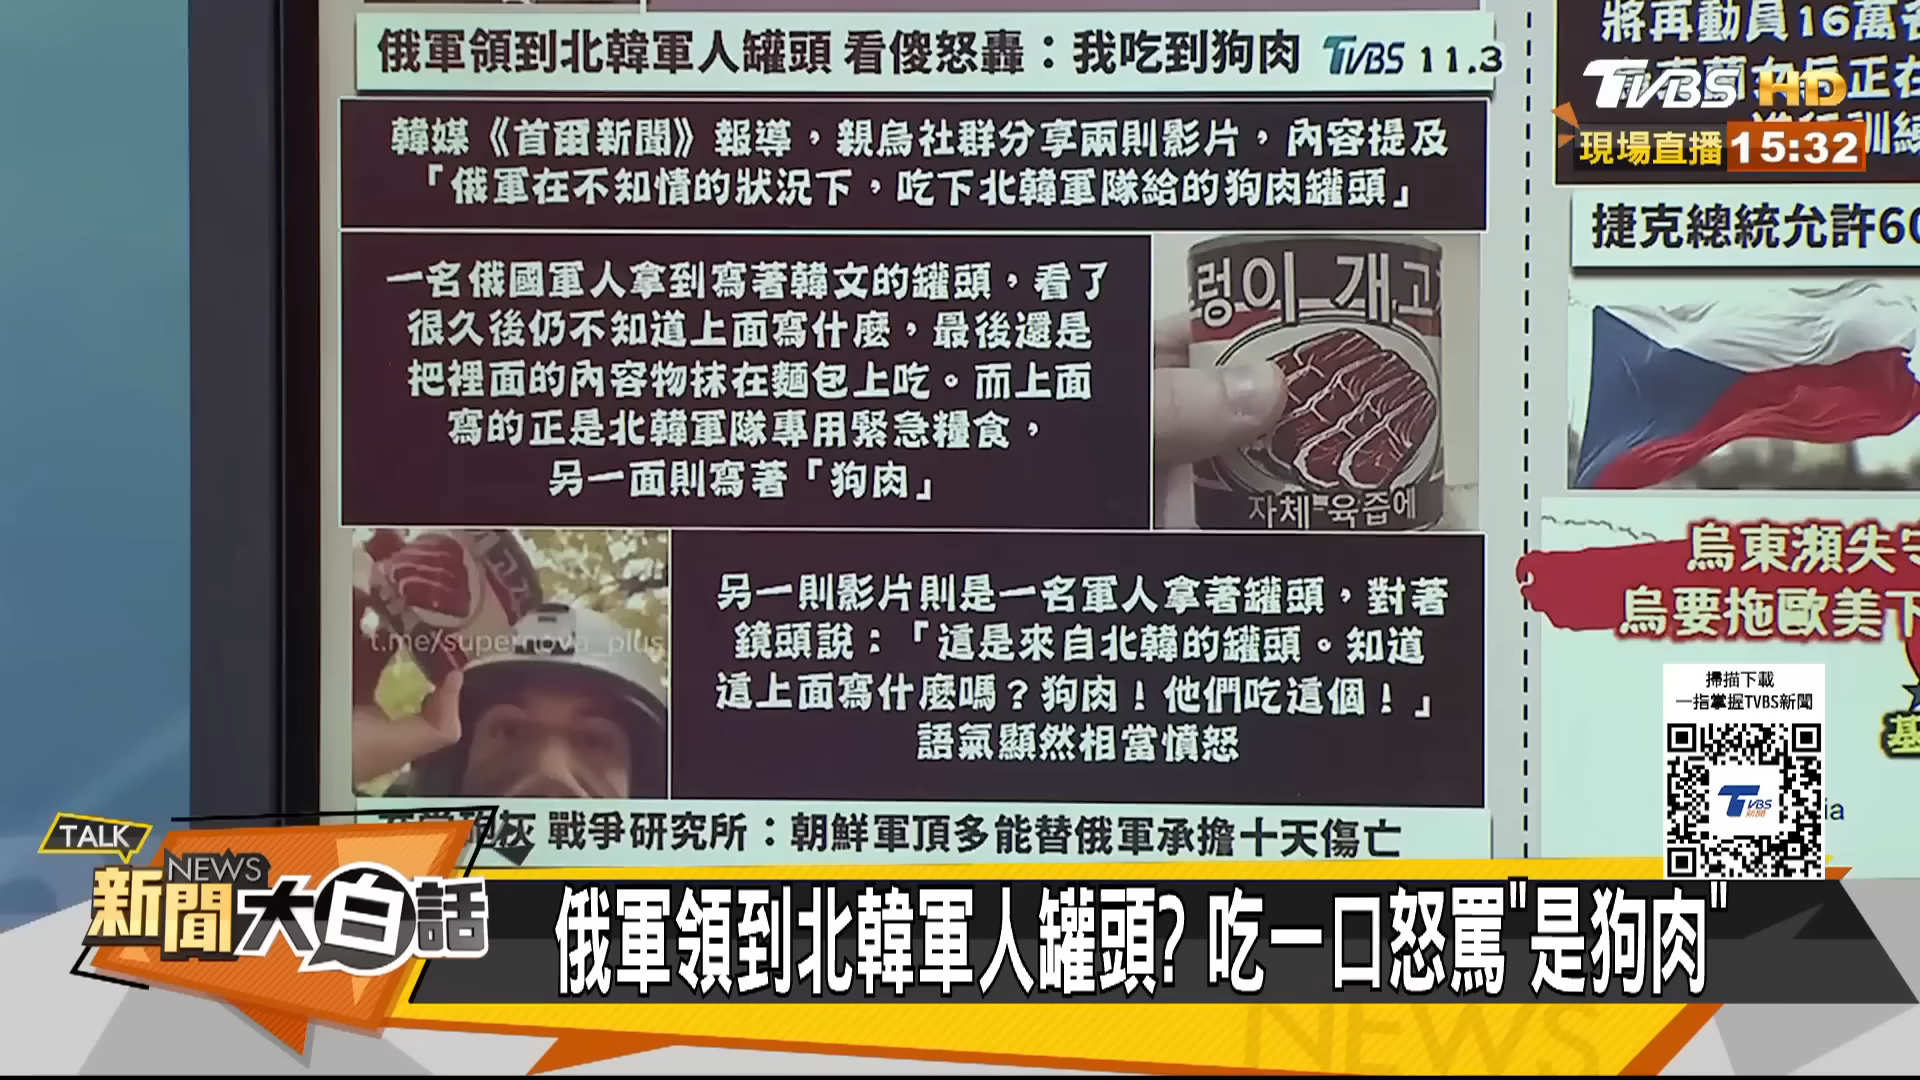 俄軍領到北韓軍人罐頭 看傻怒轟：我吃到狗肉 TVBS 11.3
韓媒《首爾新聞》報導，親烏社群分享兩則影片，內容提及
「俄軍在不知情的狀況下，吃下北韓軍隊給的狗肉罐頭」
一名俄國軍人拿到寫著韓文的罐頭，看了
很久後仍不知道上面寫什麼，最後還是
把裡面的內容物抹在麵包上吃。而上面
寫的正是北韓軍隊專用緊急糧食，
另一面則寫著「狗肉」
렁이 개고
자체 육즙에
t.me/supernova_plus
另一則影片則是一名軍人拿著罐頭，對著
鏡頭說：「這是來自北韓的罐頭。知道
這上面寫什麼嗎？狗肉！他們吃這個！」
語氣顯然相當憤怒
灰 戰爭研究所：朝鮮軍頂多能替俄軍承擔十天傷亡
將再動員16萬
TVBS HD
現場直播 15:32
捷克總統允許60
烏東瀕失守
烏要拖歐美下
掃描下載
一指掌握TVBS新聞
TVBS
新聞
TALK
NEWS
新聞大白話
俄軍領到北韓軍人罐頭? 吃一口怒罵"是狗肉"
NEWS